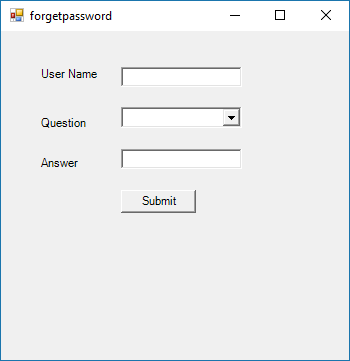 forgetpassword
User Name
Question
Answer
Submit